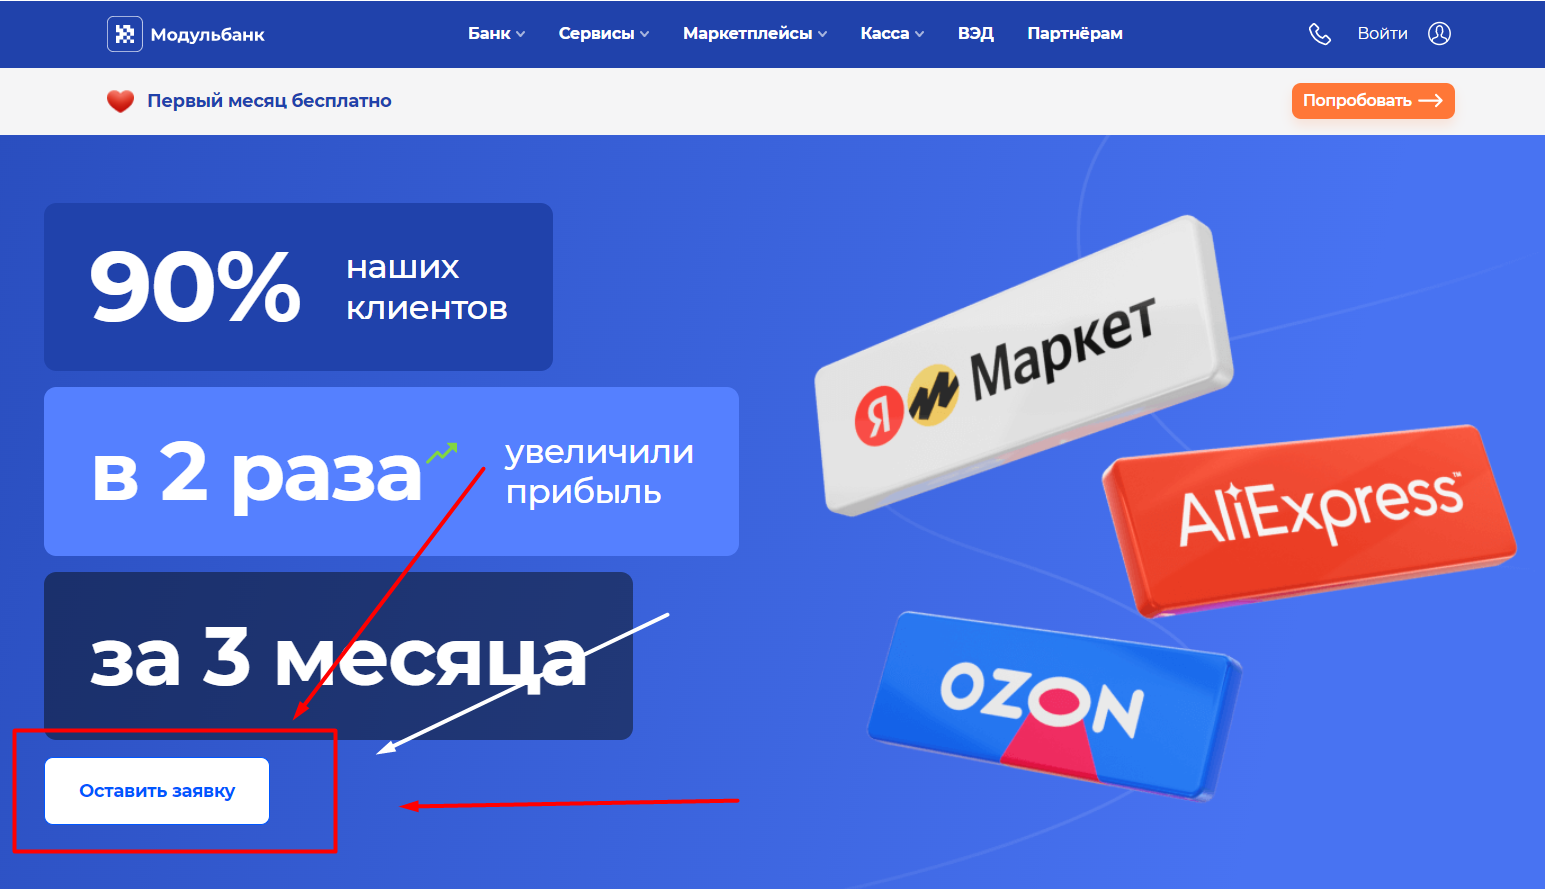 Модульбанк
Банк
Сервисы
Маркетплейсы
Касса
ВЭД
Партнёрам
Войти
Первый месяц бесплатно
Попробовать
90%
наших
клиентов
в 2 раза
увеличили
прибыль
за 3 месяца
Оставить заявку
Я Маркет
AliExpress™
OZON